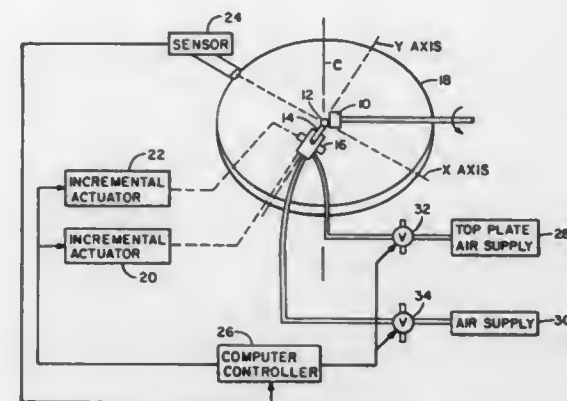 24
SENSOR
C
Y AXIS
18
12
10
14
16
22
INCREMENTAL
ACTUATOR
X AXIS
32
TOP PLATE
AIR SUPPLY
28
INCREMENTAL
ACTUATOR
20
V
34
26
V
AIR SUPPLY
30
COMPUTER
CONTROLLER